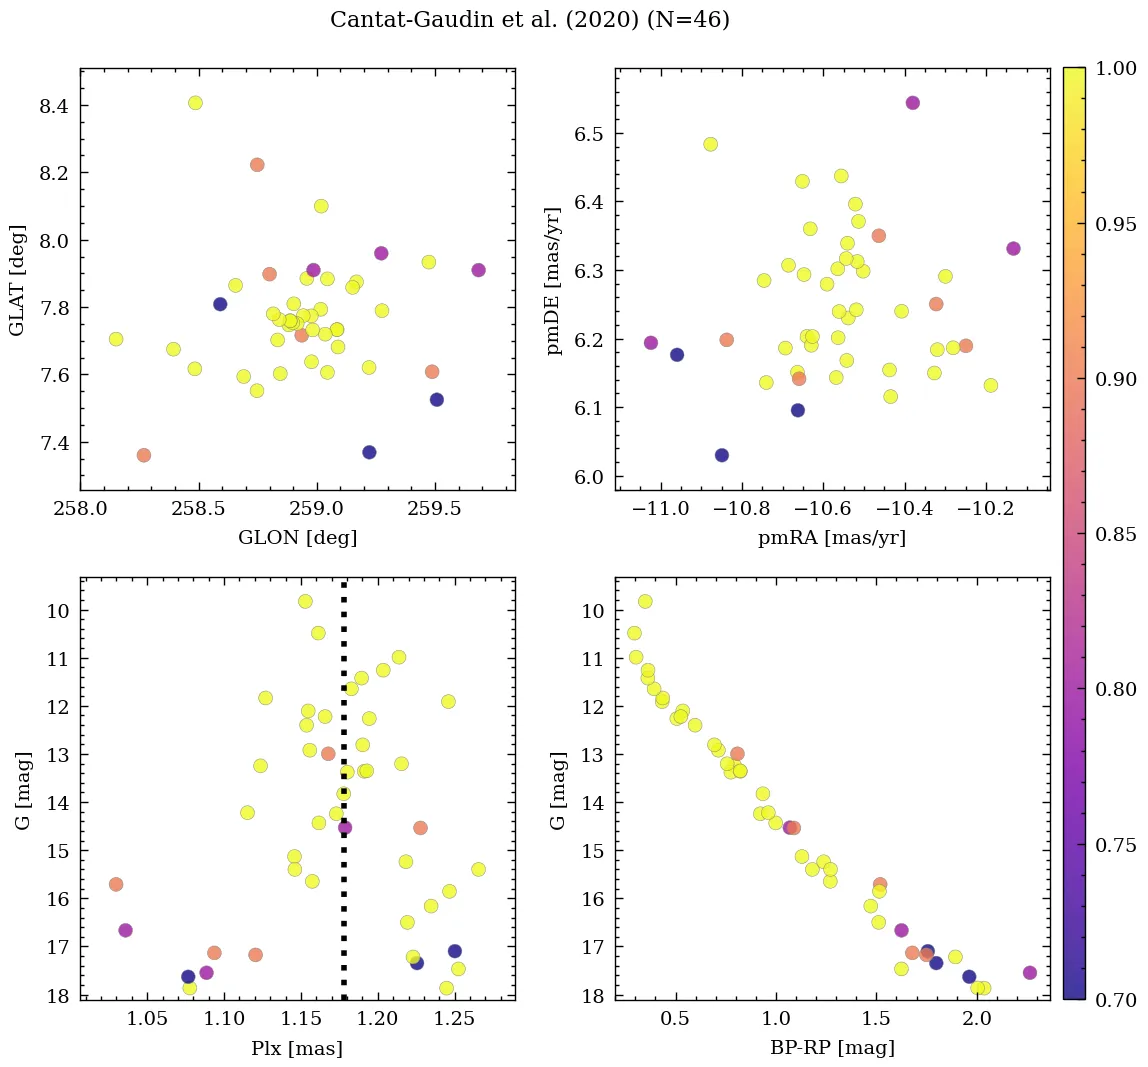 Cantat-Gaudin et al. (2020) (N=46)
8.4
8.2
8.0
7.8
7.6
7.4
GLAT [deg]
258.0 258.5 259.0 259.5
GLON [deg]
6.5
6.4
6.3
6.2
6.1
6.0
pmDE [mas/yr]
−11.0 −10.8 −10.6 −10.4 −10.2
pmRA [mas/yr]
10
11
12
13
14
15
16
17
18
G [mag]
1.05 1.10 1.15 1.20 1.25
Plx [mas]
10
11
12
13
14
15
16
17
18
G [mag]
0.5 1.0 1.5 2.0
BP-RP [mag]
1.00
0.95
0.90
0.85
0.80
0.75
0.70